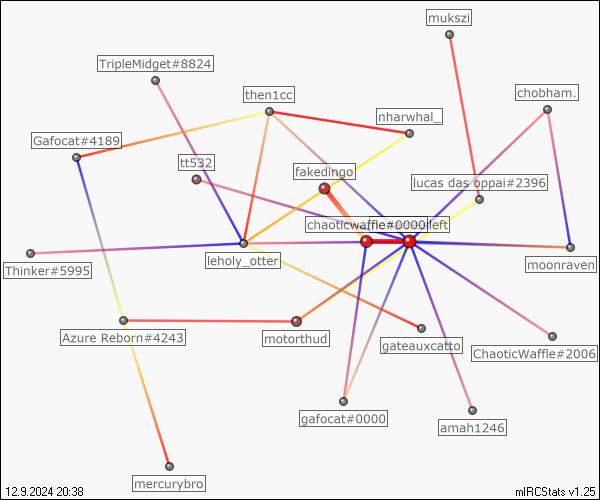 mukszi
TripleMidget#8824
then1cc
chobham.
nharwhal_
Gafocat#4189
tt532
fakedingo
lucas das oppai#2396
chaoticwaffle#0000
left
leholy_otter
moonraven
Thinker#5995
Azure Reborn#4243
motorthud
gateauxcatto
ChaoticWaffle#2006
gafocat#0000
amah1246
mercurybro
12.9.2024 20:38
mIRCStats v1.25